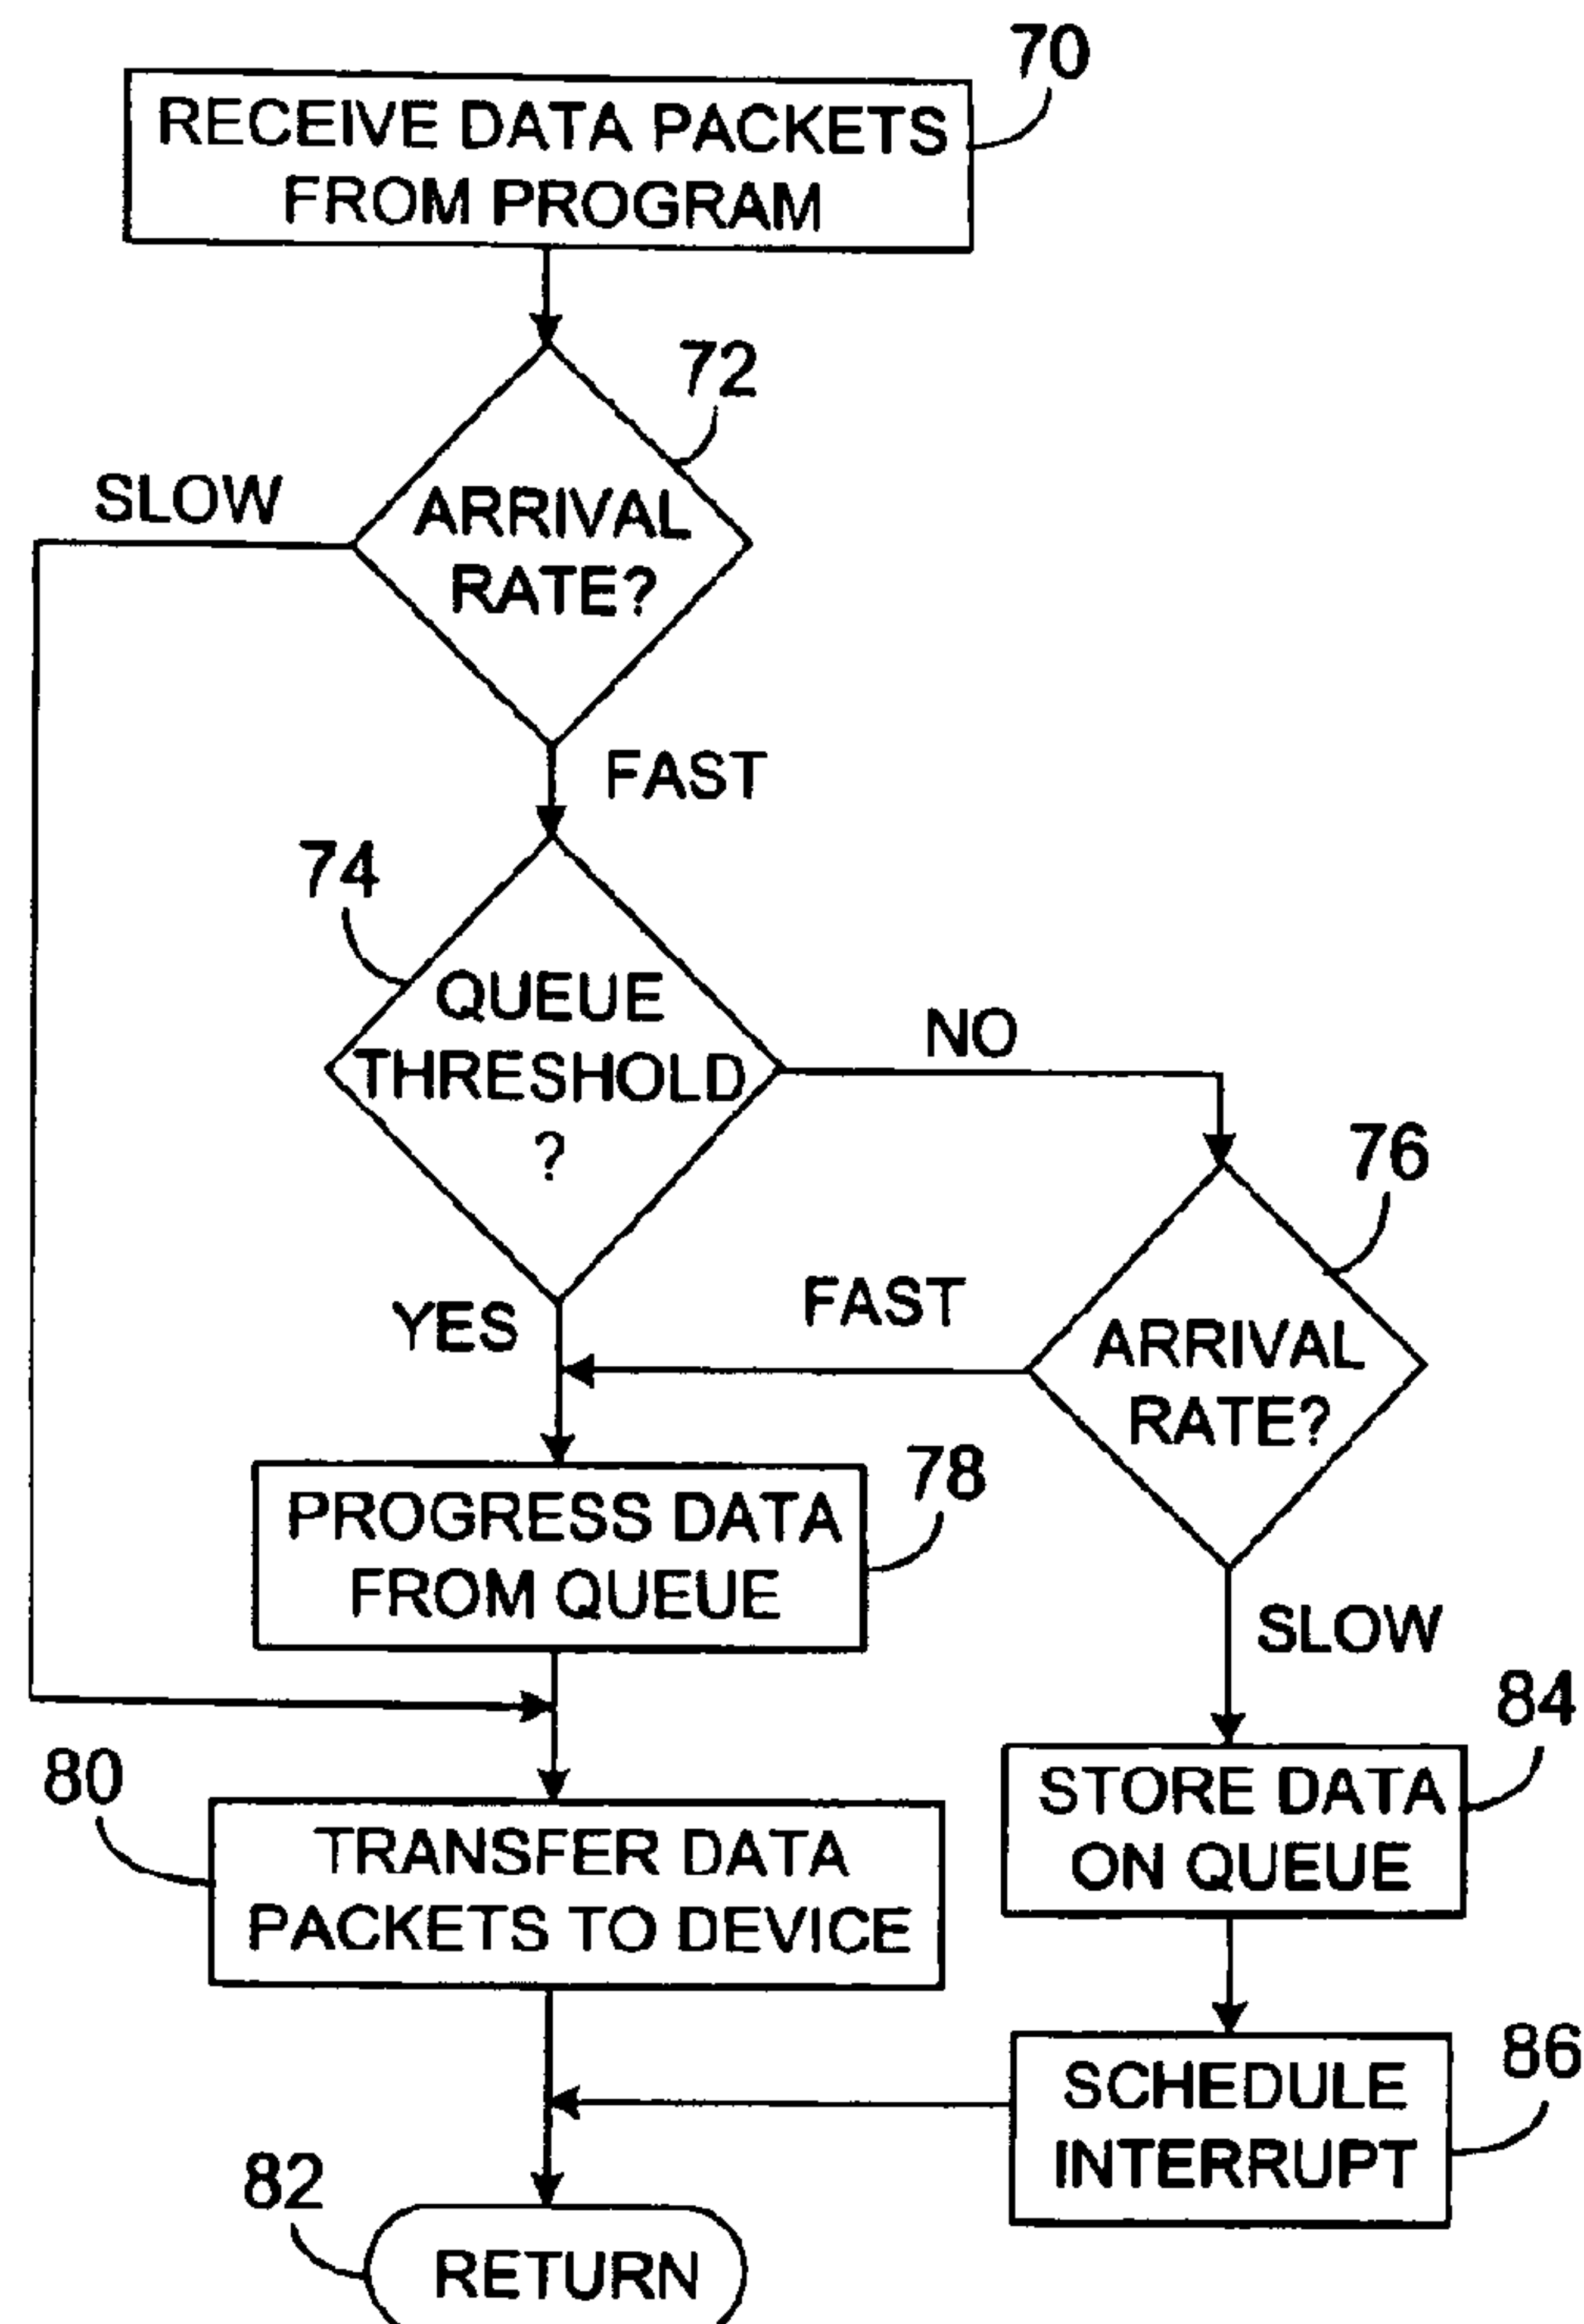 70
RECEIVE DATA PACKETS
FROM PROGRAM
72
SLOW
ARRIVAL
RATE?
FAST
74
QUEUE
THRESHOLD
?
NO
76
YES
FAST
ARRIVAL
RATE?
78
PROGRESS DATA
FROM QUEUE
SLOW
84
80
STORE DATA
ON QUEUE
TRANSFER DATA
PACKETS TO DEVICE
86
SCHEDULE
INTERRUPT
82
RETURN